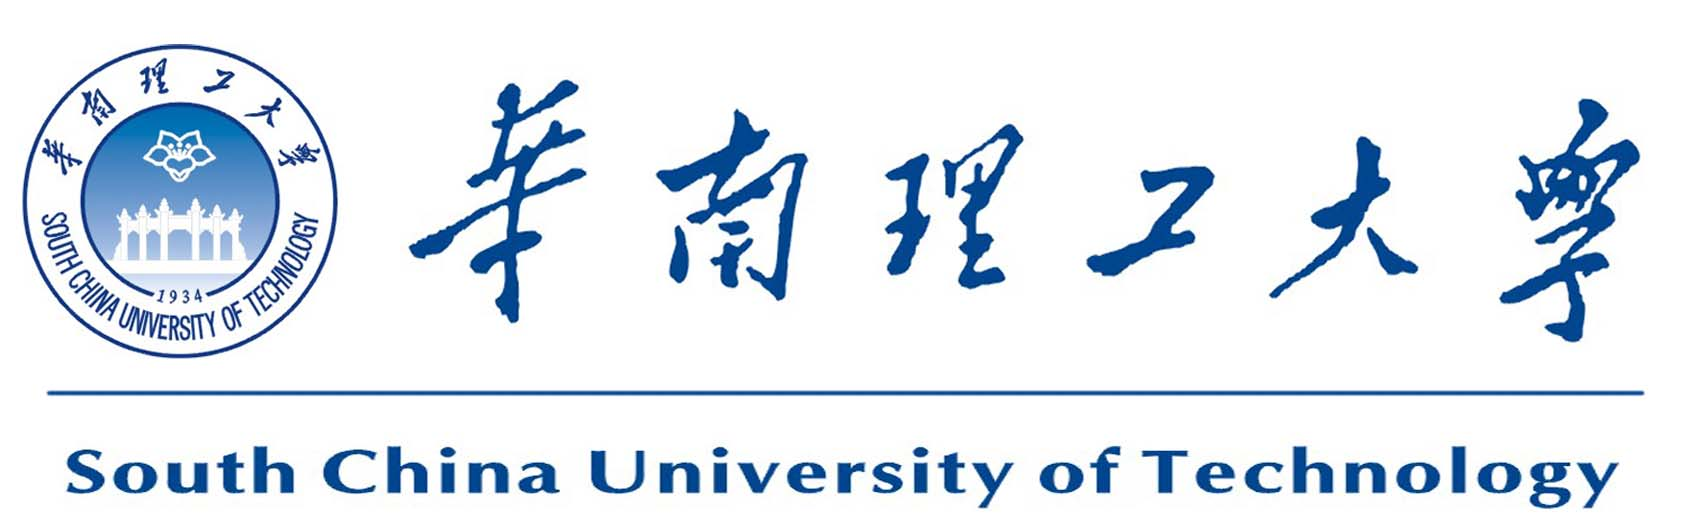 華南理工大學
SOUTH CHINA UNIVERSITY OF TECHNOLOGY
1934
華南理工大學
South China University of Technology